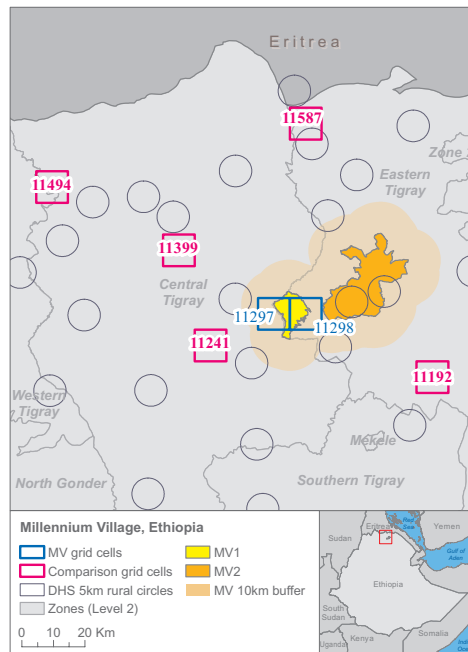 Eritrea
11587
Zone
11494
Eastern
Tigray
11399
Central
Tigray
11297
11298
11241
11192
Western
Tigray
Mekele
North Gonder
Southern Tigray
Millennium Village, Ethiopia
MV grid cells
Comparison grid cells
DHS 5km rural circles
Zones (Level 2)
0 10 20 Km
MV1
MV2
MV 10km buffer
Eritrea
Red
Sea
Yemen
Sudan
Gulf of
Aden
Ethiopia
South
Sudan
Uganda
Kenya
Somalia